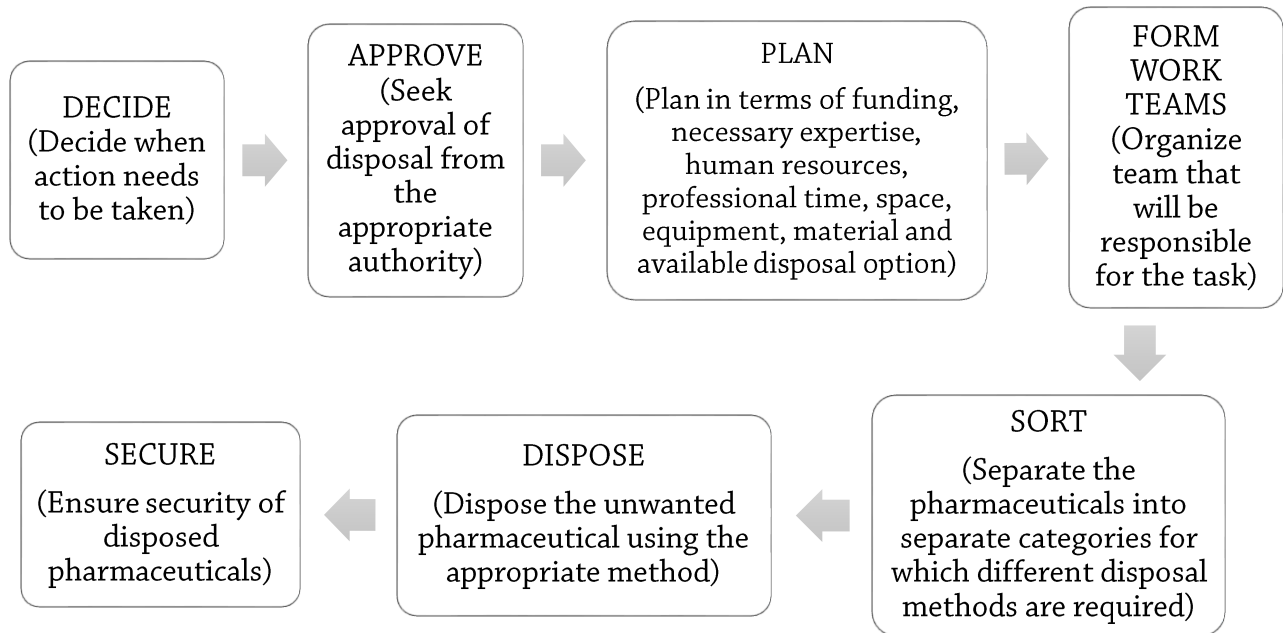 DECIDE
(Decide when
action needs
to be taken)
APPROVE
(Seek
approval of
disposal from
the
appropriate
authority)
PLAN
(Plan in terms of funding,
necessary expertise,
human resources,
professional time, space,
equipment, material and
available disposal option)
FORM
WORK
TEAMS
(Organize
team that
will be
responsible
for the task)
SORT
(Separate the
pharmaceuticals into
separate categories for
which different disposal
methods are required)
DISPOSE
(Dispose the unwanted
pharmaceutical using the
appropriate method)
SECURE
(Ensure security of
disposed
pharmaceuticals)